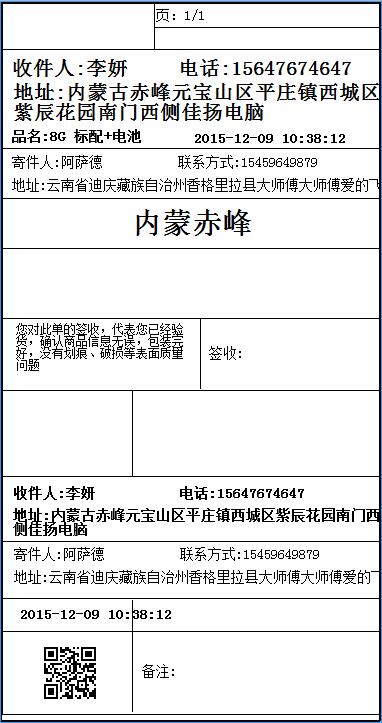 页: 1/1
收件人:李妍 电话:15647674647
地址:内蒙古赤峰元宝山区平庄镇西城区
紫辰花园南门西侧佳扬电脑
品名:8G 标配+电池 2015-12-09 10:38:12
寄件人:阿萨德 联系方式:15459649879
地址:云南省迪庆藏族自治州香格里拉县大师傅大师傅爱的飞
内蒙赤峰
您对此单的签收，代表您已经验
货，确认商品信息无误，包装完
好，没有划痕、破损等表面质量
问题
签收:
收件人:李妍 电话:15647674647
地址:内蒙古赤峰元宝山区平庄镇西城区紫辰花园南门西
侧佳扬电脑
寄件人:阿萨德 联系方式:15459649879
地址:云南省迪庆藏族自治州香格里拉县大师傅大师傅爱的
2015-12-09 10:38:12
备注: